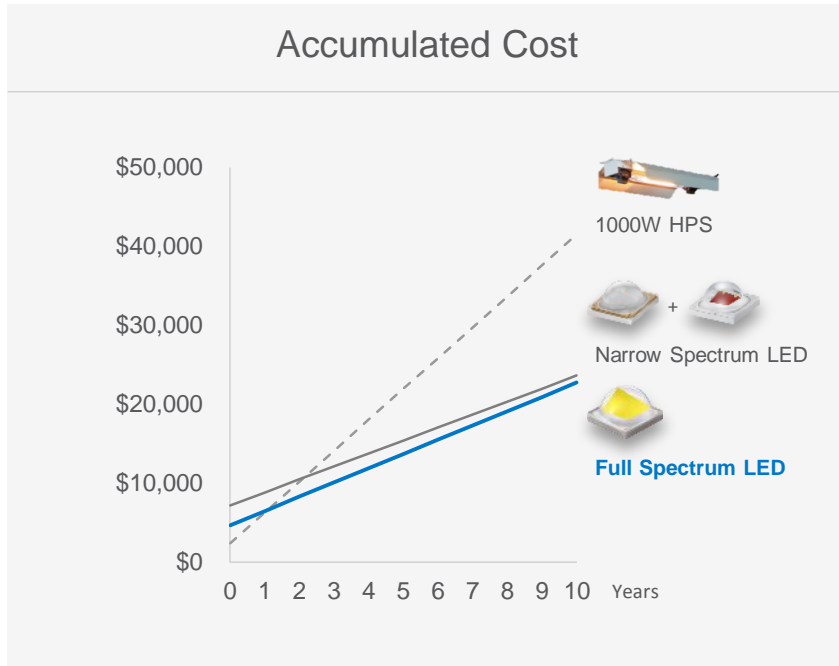 Accumulated Cost
$50,000
$40,000
$30,000
$20,000
$10,000
$0
0 1 2 3 4 5 6 7 8 9 10 Years
1000W HPS
+
Narrow Spectrum LED
Full Spectrum LED